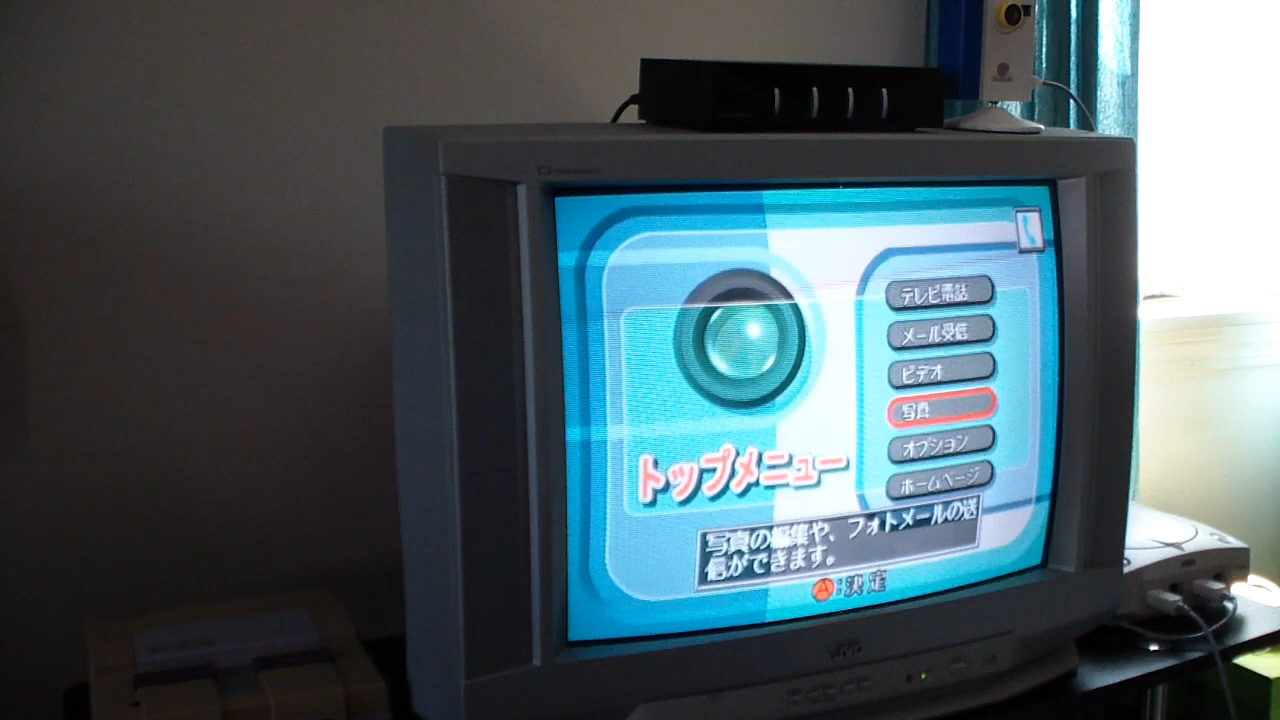 テレビ電話
メール受信
ビデオ
写真
オプション
ホームページ
トップメニュー
写真の編集や、フォトメールの送
信ができます。
A:決定
JVC